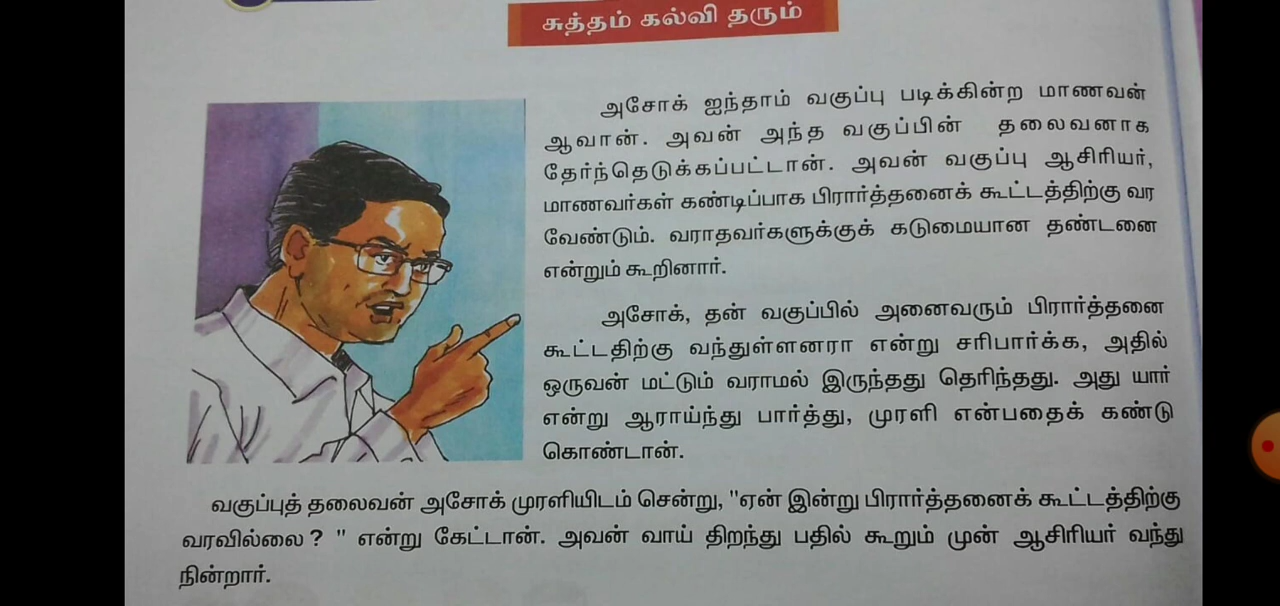 சுத்தம் கல்வி தரும்
அசோக் ஐந்தாம் வகுப்பு படிக்கின்ற மாணவன்
ஆவான். அவன் அந்த வகுப்பின் தலைவனாக
தேர்ந்தெடுக்கப்பட்டான். அவன் வகுப்பு ஆசிரியர்,
மாணவர்கள் கண்டிப்பாக பிரார்த்தனைக் கூட்டத்திற்கு வர
வேண்டும். வராதவர்களுக்குக் கடுமையான தண்டனை
என்றும் கூறினார்.
அசோக், தன் வகுப்பில் அனைவரும் பிரார்த்தனை
கூட்டதிற்கு வந்துள்ளனரா என்று சரிபார்க்க, அதில்
ஒருவன் மட்டும் வராமல் இருந்தது தெரிந்தது. அது யார்
என்று ஆராய்ந்து பார்த்து, முரளி என்பதைக் கண்டு
கொண்டான்.
வகுப்புத் தலைவன் அசோக் முரளியிடம் சென்று, "ஏன் இன்று பிரார்த்தனைக் கூட்டத்திற்கு
வரவில்லை ? " என்று கேட்டான். அவன் வாய் திறந்து பதில் கூறும் முன் ஆசிரியர் வந்து
நின்றார்.